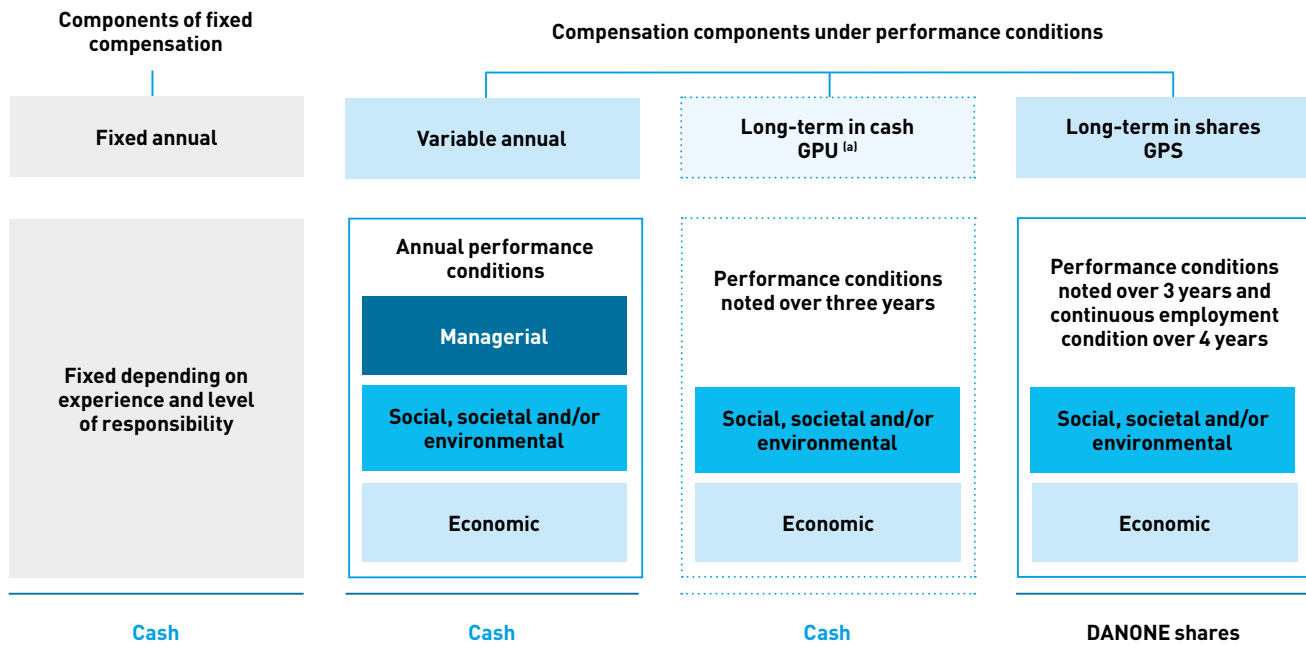 Components of fixed
compensation
Compensation components under performance conditions
Fixed annual
Variable annual
Long-term in cash
GPU (a)
Long-term in shares
GPS
Fixed depending on
experience and level
of responsibility
Annual performance
conditions
Managerial
Social, societal and/or
environmental
Economic
Performance conditions
noted over three years
Social, societal and/or
environmental
Economic
Performance conditions
noted over 3 years and
continuous employment
condition over 4 years
Social, societal and/or
environmental
Economic
Cash
Cash
Cash
DANONE shares